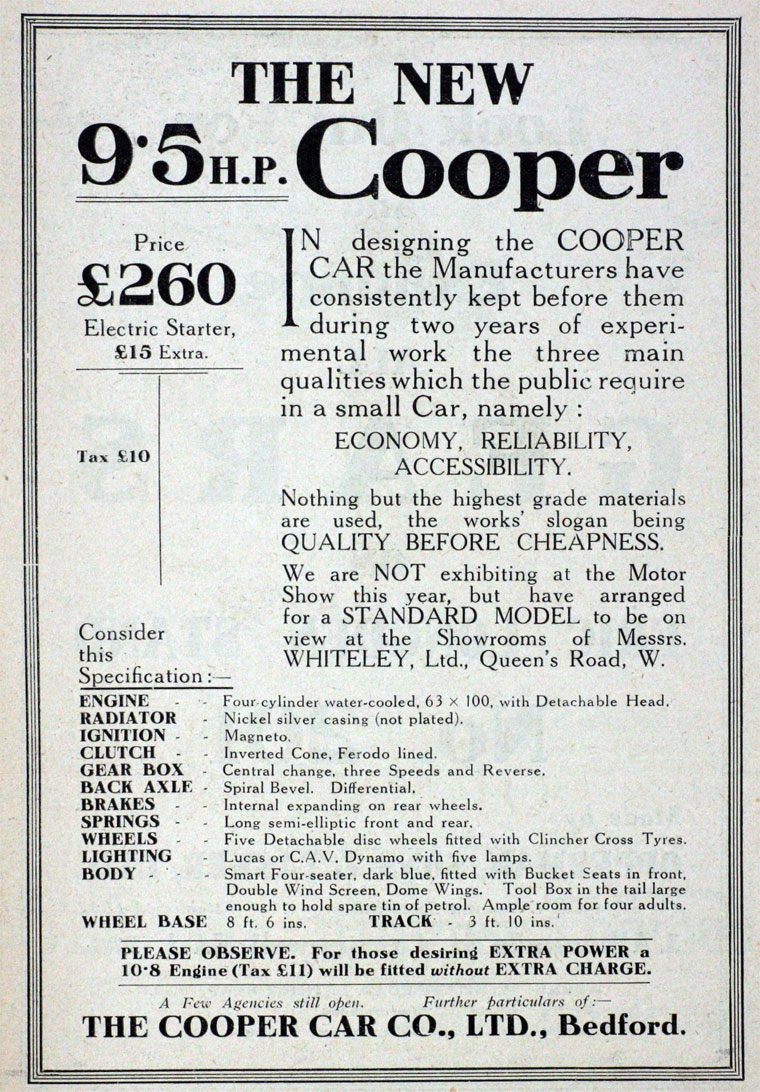 THE NEW
9·5 H.P. Cooper
Price
£260
Electric Starter,
£15 Extra.
Tax £10
IN designing the COOPER
CAR the Manufacturers have
consistently kept before them
during two years of experi-
mental work the three main
qualities which the public require
in a small Car, namely :
ECONOMY, RELIABILITY,
ACCESSIBILITY.
Nothing but the highest grade materials
are used, the works' slogan being
QUALITY BEFORE CHEAPNESS.
We are NOT exhibiting at the Motor
Show this year, but have arranged
for a STANDARD MODEL to be on
view at the Showrooms of Messrs.
WHITELEY, Ltd., Queen's Road, W.
Consider
this
Specification :—
ENGINE - - Four-cylinder water-cooled, 63 × 100, with Detachable Head.
RADIATOR - Nickel silver casing (not plated).
IGNITION - - Magneto.
CLUTCH - - Inverted Cone, Ferodo lined.
GEAR BOX - Central change, three Speeds and Reverse.
BACK AXLE - Spiral Bevel. Differential.
BRAKES - - Internal expanding on rear wheels.
SPRINGS - - Long semi-elliptic front and rear.
WHEELS - - Five Detachable disc wheels fitted with Clincher Cross Tyres.
LIGHTING - Lucas or C.A.V. Dynamo with five lamps.
BODY - - - Smart Four-seater, dark blue, fitted with Bucket Seats in front,
Double Wind Screen, Dome Wings. Tool Box in the tail large
enough to hold spare tin of petrol. Ample room for four adults.
WHEEL BASE 8 ft. 6 ins. TRACK - 3 ft. 10 ins.
PLEASE OBSERVE. For those desiring EXTRA POWER a
10·8 Engine (Tax £11) will be fitted without EXTRA CHARGE.
A Few Agencies still open. Further particulars of :—
THE COOPER CAR CO., LTD., Bedford.